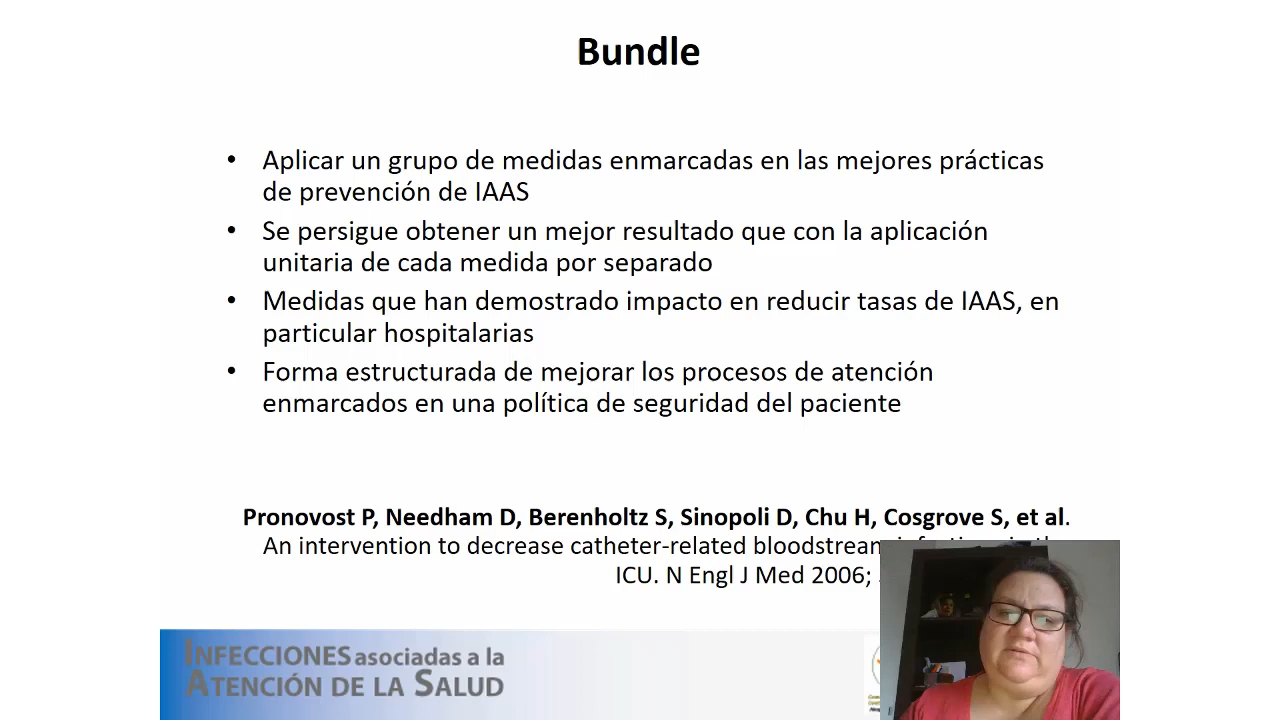 Bundle
• Aplicar un grupo de medidas enmarcadas en las mejores prácticas
de prevención de IAAS
• Se persigue obtener un mejor resultado que con la aplicación
unitaria de cada medida por separado
• Medidas que han demostrado impacto en reducir tasas de IAAS, en
particular hospitalarias
• Forma estructurada de mejorar los procesos de atención
enmarcados en una política de seguridad del paciente
Pronovost P, Needham D, Berenholtz S, Sinopoli D, Chu H, Cosgrove S, et al.
An intervention to decrease catheter-related bloodstream
ICU. N Engl J Med 2006;
INFECCIONES asociadas a la
ATENCIÓN DE LA SALUD